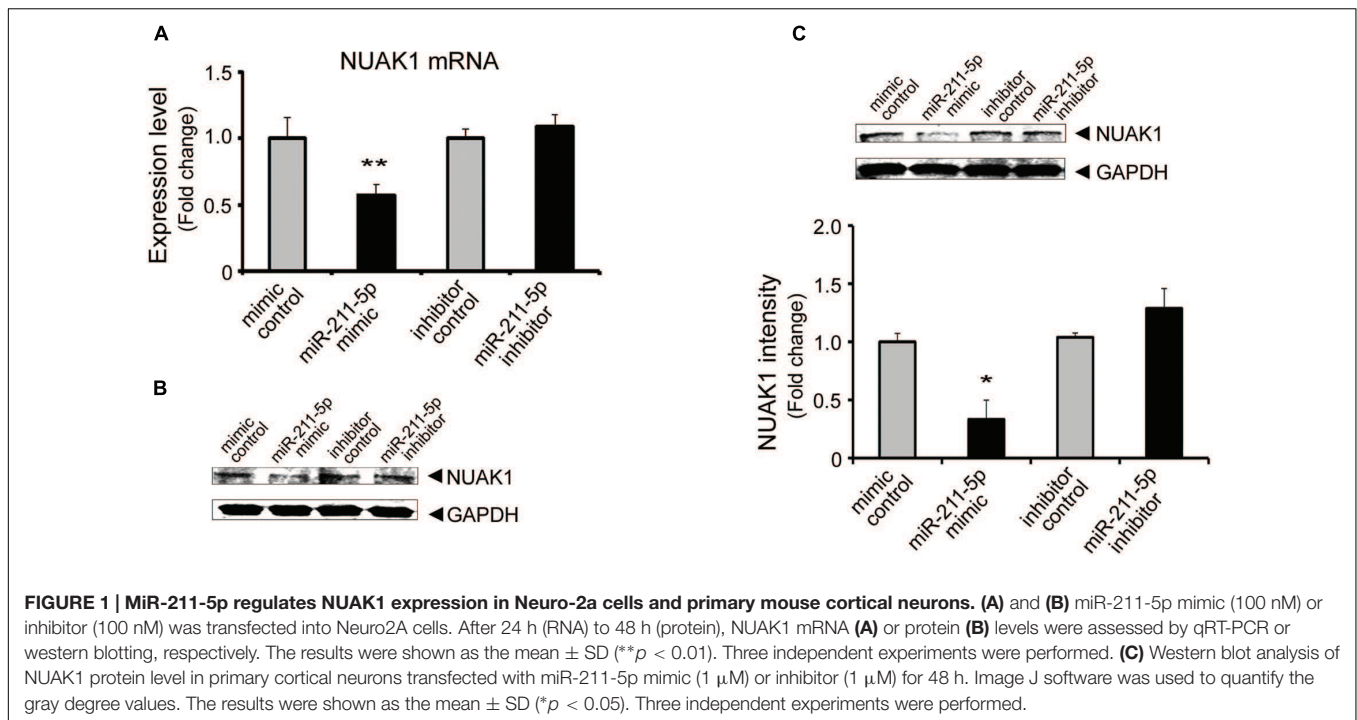 A
NUAK1 mRNA
Expression level
(Fold change)
1.5
1.0
0.5
0
**
mimic
control
miR-211-5p
mimic
inhibitor
control
miR-211-5p
inhibitor
B
mimic
control
miR-211-5p
mimic
inhibitor
control
miR-211-5p
inhibitor
◄NUAK1
◄GAPDH
C
mimic
control
miR-211-5p
mimic
inhibitor
control
miR-211-5p
inhibitor
◄NUAK1
◄GAPDH
NUAK1 intensity
(Fold change)
2.0
1.5
1.0
0.5
0
*
mimic
control
miR-211-5p
mimic
inhibitor
control
miR-211-5p
inhibitor
FIGURE 1 | MiR-211-5p regulates NUAK1 expression in Neuro-2a cells and primary mouse cortical neurons. (A) and (B) miR-211-5p mimic (100 nM) or
inhibitor (100 nM) was transfected into Neuro2A cells. After 24 h (RNA) to 48 h (protein), NUAK1 mRNA (A) or protein (B) levels were assessed by qRT-PCR or
western blotting, respectively. The results were shown as the mean ± SD (**p < 0.01). Three independent experiments were performed. (C) Western blot analysis of
NUAK1 protein level in primary cortical neurons transfected with miR-211-5p mimic (1 μM) or inhibitor (1 μM) for 48 h. Image J software was used to quantify the
gray degree values. The results were shown as the mean ± SD (*p < 0.05). Three independent experiments were performed.